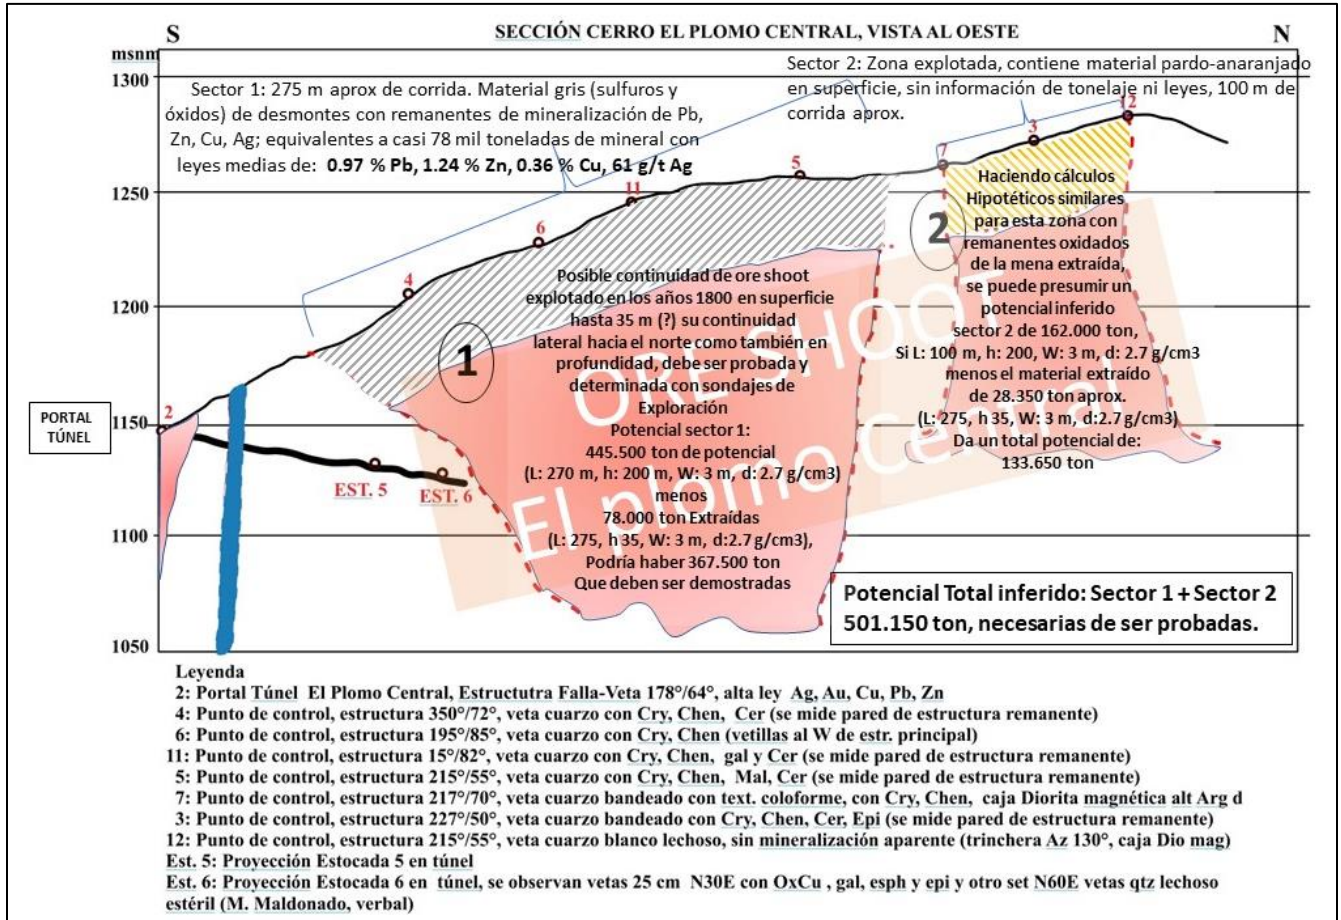 S
SECCIÓN CERRO EL PLOMO CENTRAL, VISTA AL OESTE
N
msnm
1300
1250
1200
1150
1100
1050
Sector 1: 275 m aprox de corrida. Material gris (sulfuros y
óxidos) de desmontes con remanentes de mineralización de Pb,
Zn, Cu, Ag; equivalentes a casi 78 mil toneladas de mineral con
leyes medias de: 0.97 % Pb, 1.24 % Zn, 0.36 % Cu, 61 g/t Ag
Sector 2: Zona explotada, contiene material pardo-anaranjado
en superficie, sin información de tonelaje ni leyes, 100 m de
corrida aprox.
12
3
7
5
11
6
4
2
1
2
PORTAL
TÚNEL
EST. 5
EST. 6
ORE SHOOT
El plomo Central
Posible continuidad de ore shoot
explotado en los años 1800 en superficie
hasta 35 m (?) su continuidad
lateral hacia el norte como también en
profundidad, debe ser probada y
determinada con sondajes de
Exploración
Potencial sector 1:
445.500 ton de potencial
(L: 270 m, h: 200 m, W: 3 m, d: 2.7 g/cm3)
menos
78.000 ton Extraídas
(L: 275, h 35, W: 3 m, d:2.7 g/cm3),
Podría haber 367.500 ton
Que deben ser demostradas
Haciendo cálculos
Hipotéticos similares
para esta zona con
remanentes oxidados
de la mena extraída,
se puede presumir un
potencial inferido
sector 2 de 162.000 ton,
Si L: 100 m, h: 200, W: 3 m, d: 2.7 g/cm3
menos el material extraído
de 28.350 ton aprox.
(L: 275, h 35, W: 3 m, d:2.7 g/cm3)
Da un total potencial de:
133.650 ton
Potencial Total inferido: Sector 1 + Sector 2
501.150 ton, necesarias de ser probadas.
Leyenda
2: Portal Túnel El Plomo Central, Estructutra Falla-Veta 178°/64°, alta ley Ag, Au, Cu, Pb, Zn
4: Punto de control, estructura 350°/72°, veta cuarzo con Cry, Chen, Cer (se mide pared de estructura remanente)
6: Punto de control, estructura 195°/85°, veta cuarzo con Cry, Chen (vetillas al W de estr. principal)
11: Punto de control, estructura 15°/82°, veta cuarzo con Cry, Chen, gal y Cer (se mide pared de estructura remanente)
5: Punto de control, estructura 215°/55°, veta cuarzo con Cry, Chen, Mal, Cer (se mide pared de estructura remanente)
7: Punto de control, estructura 217°/70°, veta cuarzo bandeado con text. coloforme, con Cry, Chen, caja Diorita magnética alt Arg d
3: Punto de control, estructura 227°/50°, veta cuarzo bandeado con Cry, Chen, Cer, Epi (se mide pared de estructura remanente)
12: Punto de control, estructura 215°/55°, veta cuarzo blanco lechoso, sin mineralización aparente (trinchera Az 130°, caja Dio mag)
Est. 5: Proyección Estocada 5 en túnel
Est. 6: Proyección Estocada 6 en túnel, se observan vetas 25 cm N30E con OxCu , gal, esph y epi y otro set N60E vetas qtz lechoso
estéril (M. Maldonado, verbal)